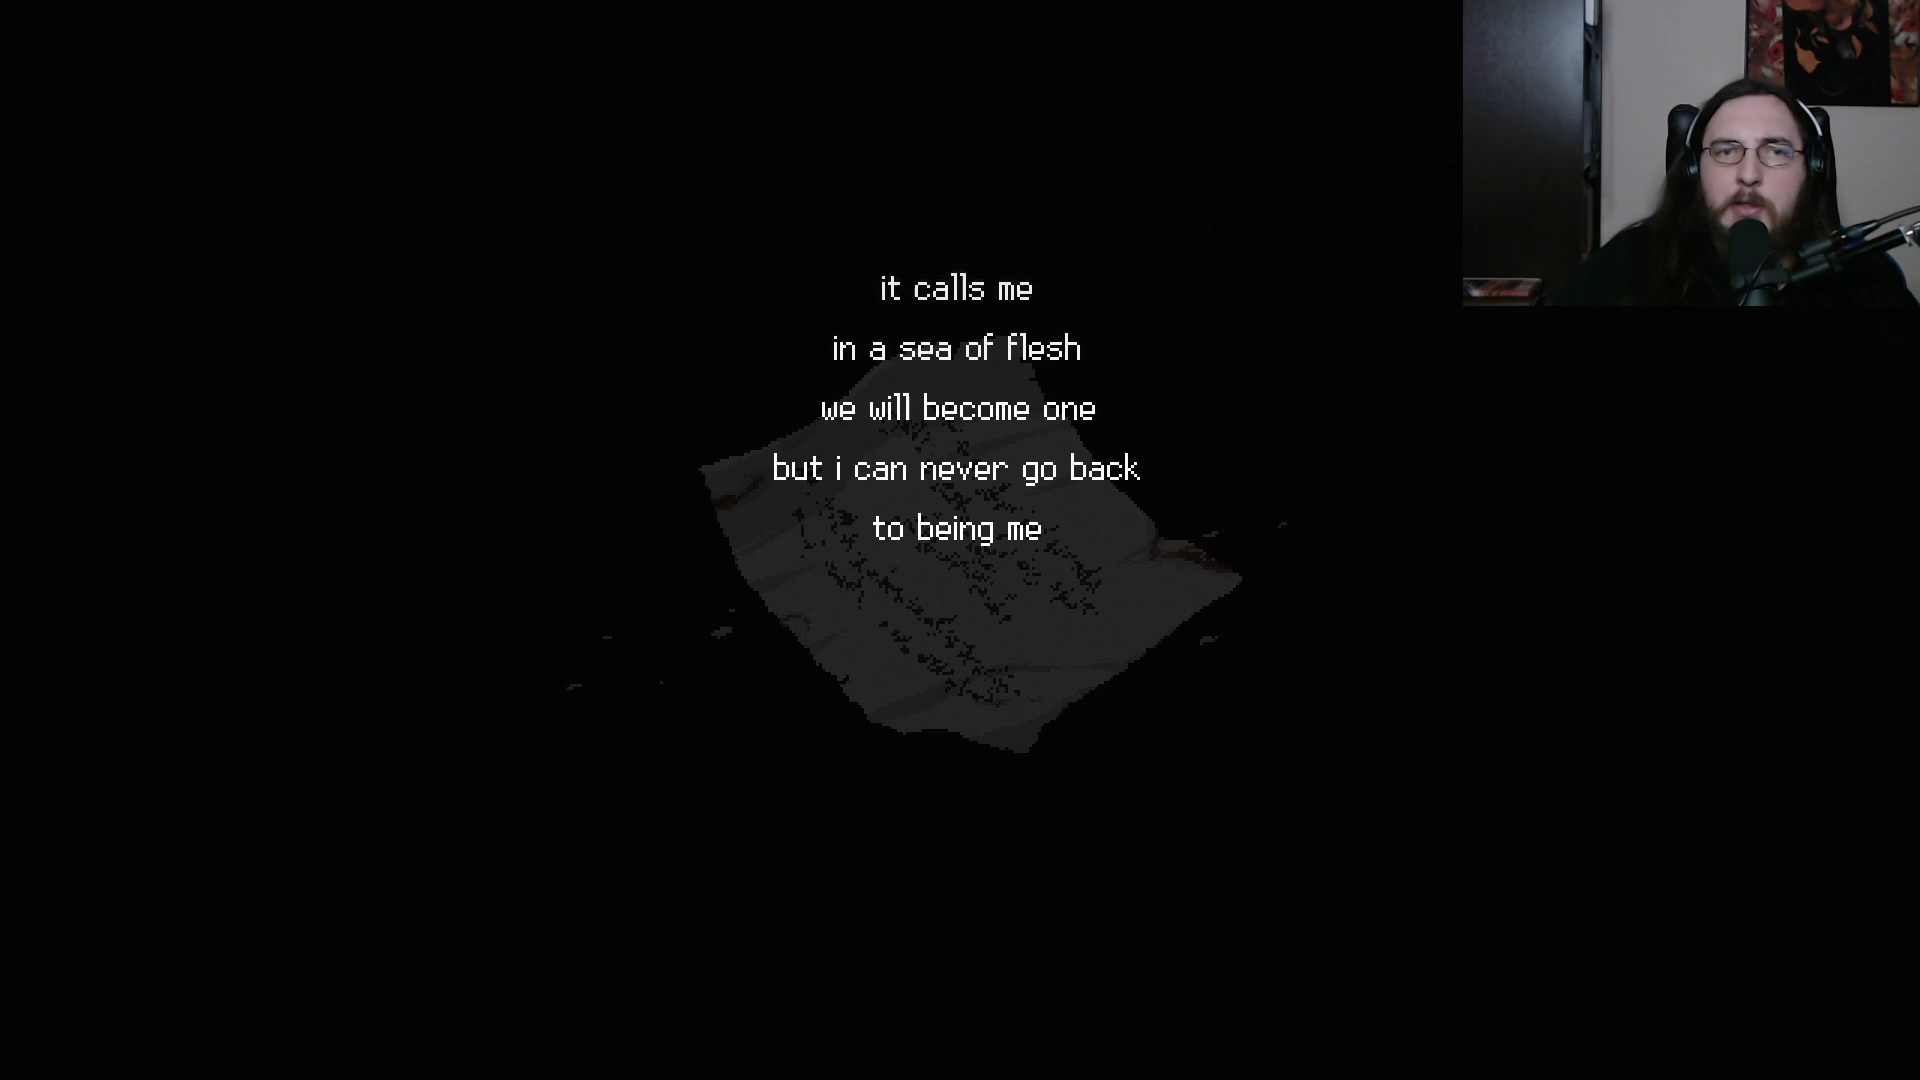 it calls me
in a sea of flesh
we will become one
but i can never go back
to being me